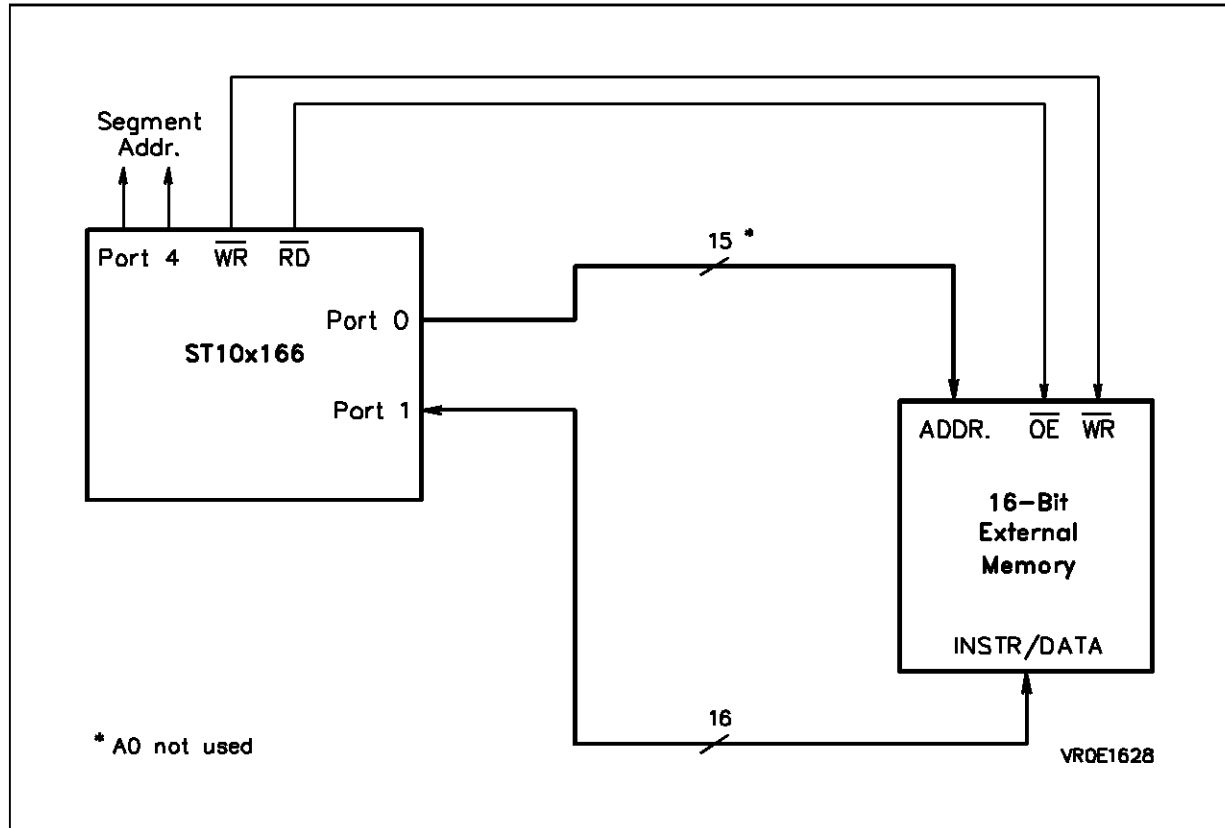 Segment
Addr.
Port 4 WR RD
15 *
Port 0
ST10x166
Port 1
ADDR. OE WR
16-Bit
External
Memory
INSTR/DATA
16
* A0 not used
VR0E1628